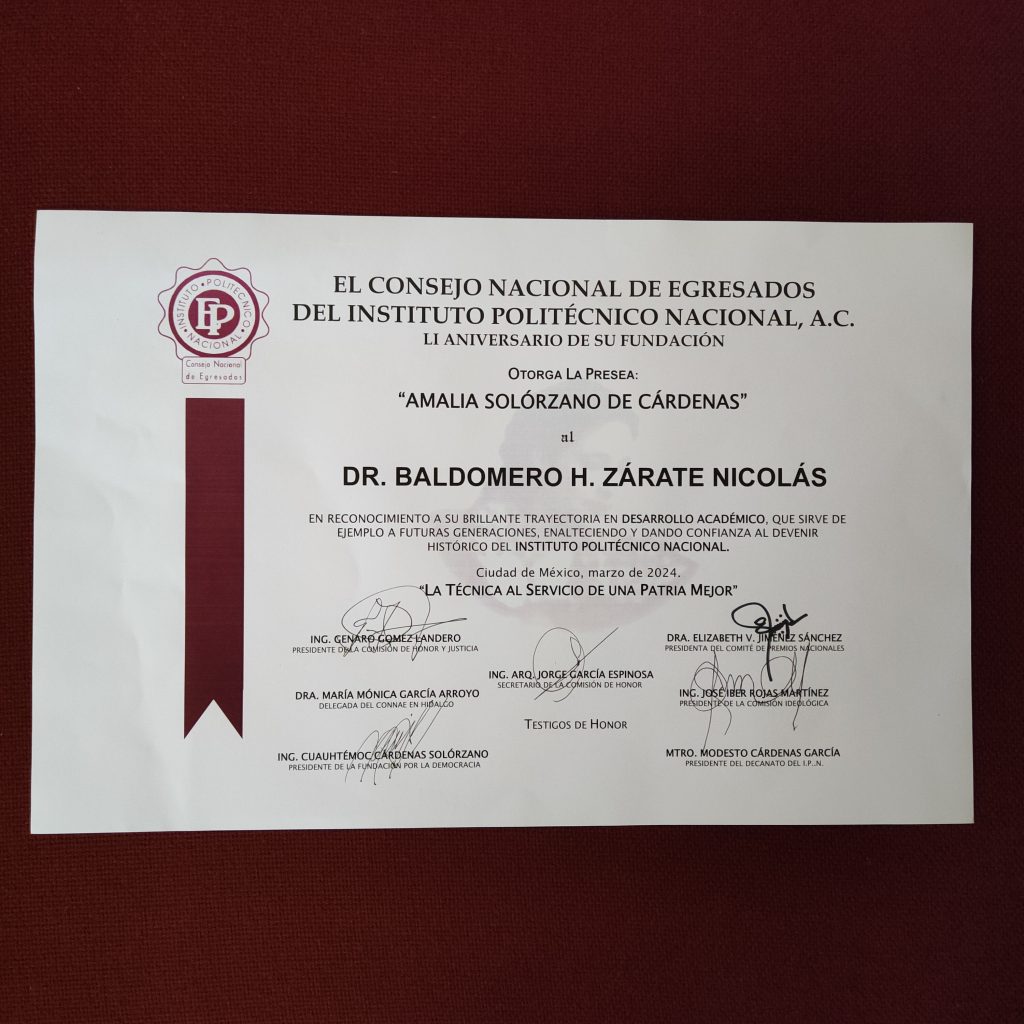 INSTITUTO • POLITÉCNICO • NACIONAL •
Consejo Nacional
de Egresados
EL CONSEJO NACIONAL DE EGRESADOS
DEL INSTITUTO POLITÉCNICO NACIONAL, A.C.
LI ANIVERSARIO DE SU FUNDACIÓN
OTORGA LA PRESEA:
“AMALIA SOLÓRZANO DE CÁRDENAS”
al
DR. BALDOMERO H. ZÁRATE NICOLÁS
EN RECONOCIMIENTO A SU BRILLANTE TRAYECTORIA EN DESARROLLO ACADÉMICO, QUE SIRVE DE
EJEMPLO A FUTURAS GENERACIONES, ENALTECIENDO Y DANDO CONFIANZA AL DEVENIR
HISTÓRICO DEL INSTITUTO POLITÉCNICO NACIONAL.
Ciudad de México, marzo de 2024.
“LA TÉCNICA AL SERVICIO DE UNA PATRIA MEJOR”
ING. GENARO GOMEZ LANDERO
PRESIDENTE DE LA COMISIÓN DE HONOR Y JUSTICIA
DRA. ELIZABETH V. JIMÉNEZ SÁNCHEZ
PRESIDENTA DEL COMITÉ DE PREMIOS NACIONALES
ING. ARQ. JORGE GARCÍA ESPINOSA
SECRETARIO DE LA COMISIÓN DE HONOR
DRA. MARÍA MÓNICA GARCÍA ARROYO
DELEGADA DEL CONNAE EN HIDALGO
ING. JOSÉ IBER ROJAS MARTÍNEZ
PRESIDENTE DE LA COMISIÓN IDEOLÓGICA
TESTIGOS DE HONOR
ING. CUAUHTÉMOC CÁRDENAS SOLÓRZANO
PRESIDENTE DE LA FUNDACIÓN POR LA DEMOCRACIA
MTRO. MODESTO CÁRDENAS GARCÍA
PRESIDENTE DEL DECANATO DEL I.P..N.